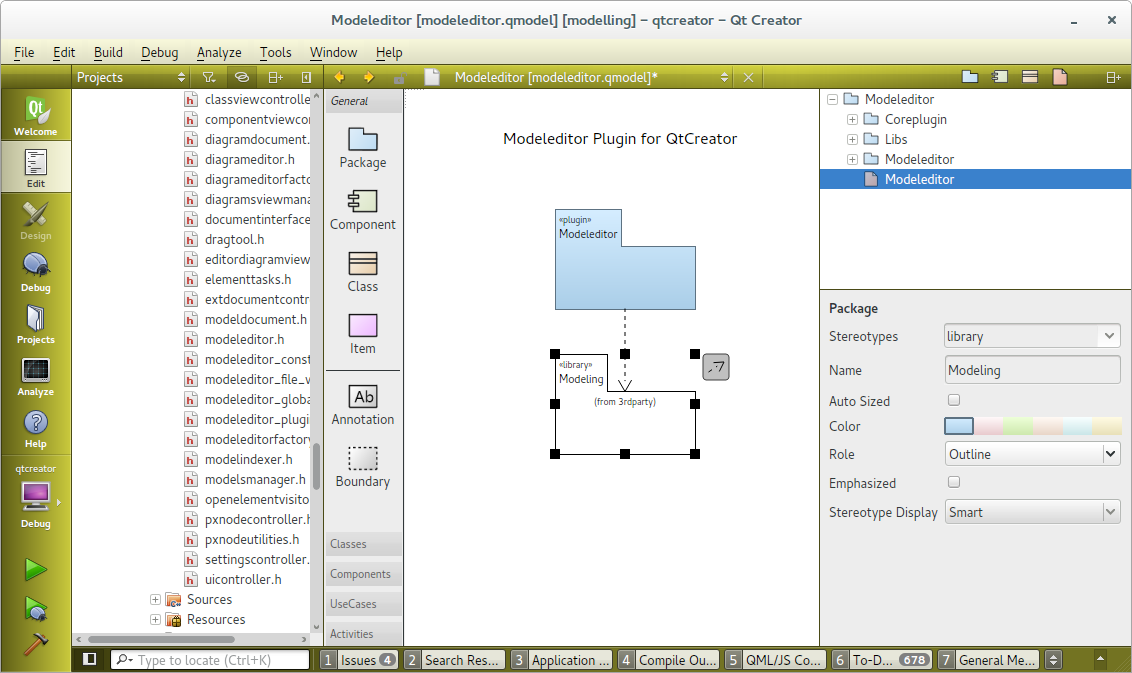 Modeleditor [modeleditor.qmodel] [modelling] – qtcreator – Qt Creator
File Edit Build Debug Analyze Tools Window Help
Projects
Modeleditor [modeleditor.qmodel]*
Qt
Welcome
Edit
Design
Debug
Projects
Analyze
Help
qtcreator
Debug
classviewcontrolle
componentviewcon
diagramdocument.
diagrameditor.h
diagrameditorfacto
diagramsviewmana
documentinterface
dragtool.h
editordiagramview
elementtasks.h
extdocumentcontr
modeldocument.h
modeleditor.h
modeleditor_const
modeleditor_file_w
modeleditor_globa
modeleditor_plugi
modeleditorfactory
modelindexer.h
modelsmanager.h
openelementvisito
pxnodecontroller.h
pxnodeutilities.h
settingscontroller.
uicontroller.h
Sources
Resources
General
Package
Component
Class
Item
Ab
Annotation
Boundary
Classes
Components
UseCases
Activities
Modeleditor Plugin for QtCreator
«plugin»
Modeleditor
«library»
Modeling
(from 3rdparty)
Modeleditor
Coreplugin
Libs
Modeleditor
Modeleditor
Package
Stereotypes library
Name Modeling
Auto Sized
Color
Role Outline
Emphasized
Stereotype Display Smart
Type to locate (Ctrl+K)
1 Issues 4
2 Search Res...
3 Application ...
4 Compile Ou...
5 QML/JS Co...
6 To-D... 678
7 General Me...